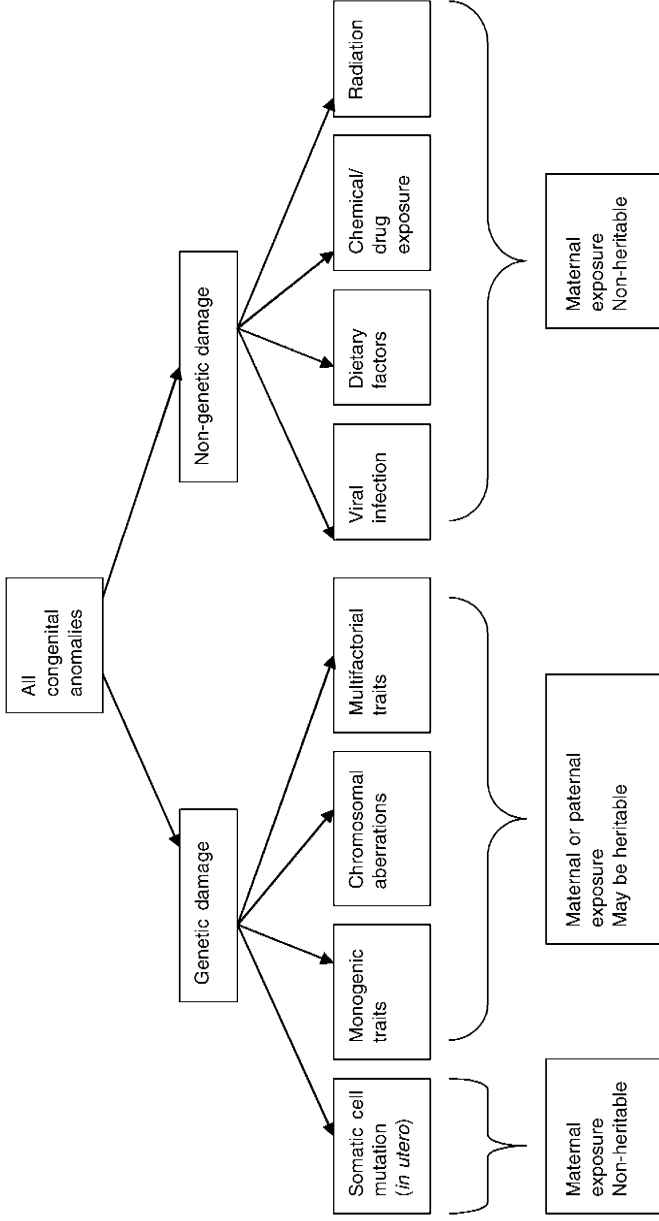 All
congenital
anomalies
Genetic damage
Non-genetic damage
Somatic cell
mutation
(in utero)
Monogenic
traits
Chromosomal
aberrations
Multifactorial
traits
Viral
infection
Dietary
factors
Chemical/
drug
exposure
Radiation
Maternal
exposure
Non-heritable
Maternal or paternal
exposure
May be heritable
Maternal
exposure
Non-heritable